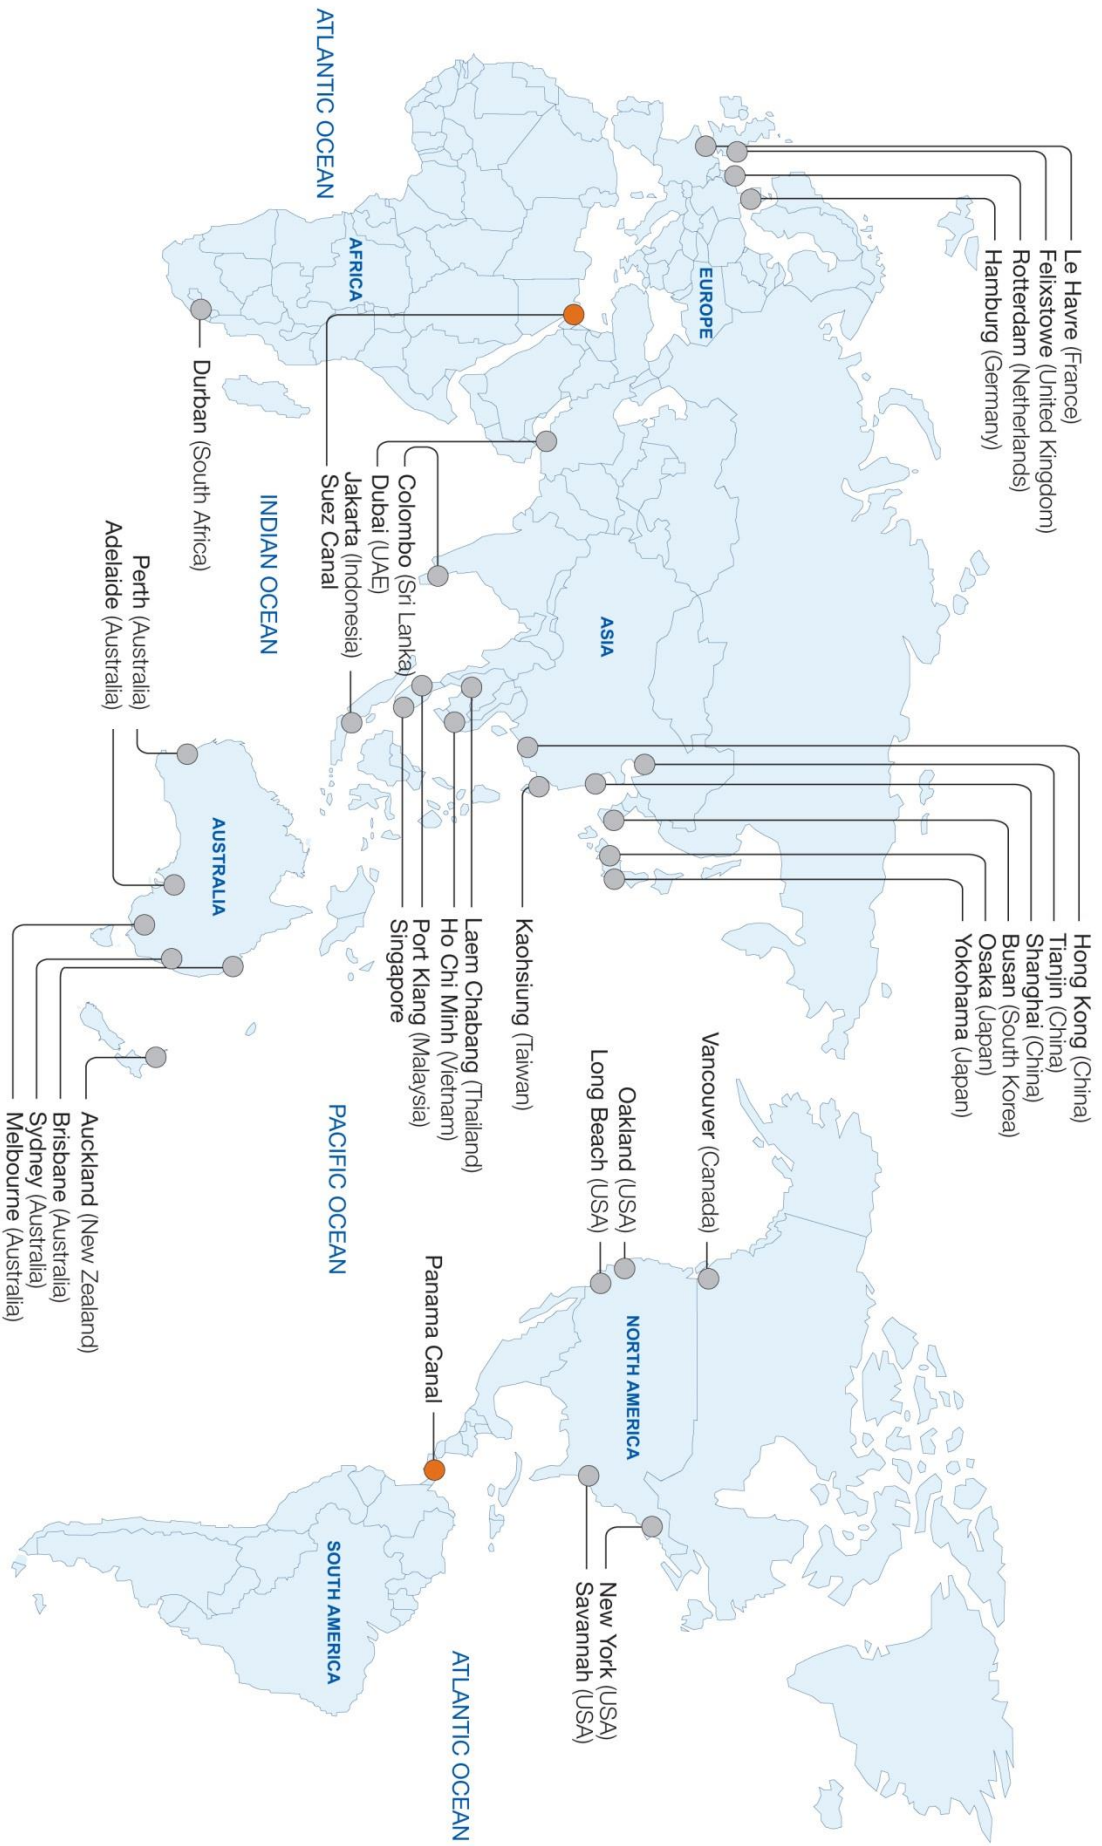 Le Havre (France)
Felixstowe (United Kingdom)
Rotterdam (Netherlands)
Hamburg (Germany)
Hong Kong (China)
Tianjin (China)
Shanghai (China)
Busan (South Korea)
Osaka (Japan)
Yokohama (Japan)
EUROPE
ASIA
Vancouver (Canada)
Oakland (USA)
Long Beach (USA)
NORTH AMERICA
New York (USA)
Savannah (USA)
Kaohsiung (Taiwan)
ATLANTIC OCEAN
AFRICA
Colombo (Sri Lanka)
Dubai (UAE)
Jakarta (Indonesia)
Suez Canal
Laem Chabang (Thailand)
Ho Chi Minh (Vietnam)
Port Klang (Malaysia)
Singapore
Panama Canal
ATLANTIC OCEAN
SOUTH AMERICA
PACIFIC OCEAN
INDIAN OCEAN
Durban (South Africa)
AUSTRALIA
Perth (Australia)
Adelaide (Australia)
Auckland (New Zealand)
Brisbane (Australia)
Sydney (Australia)
Melbourne (Australia)